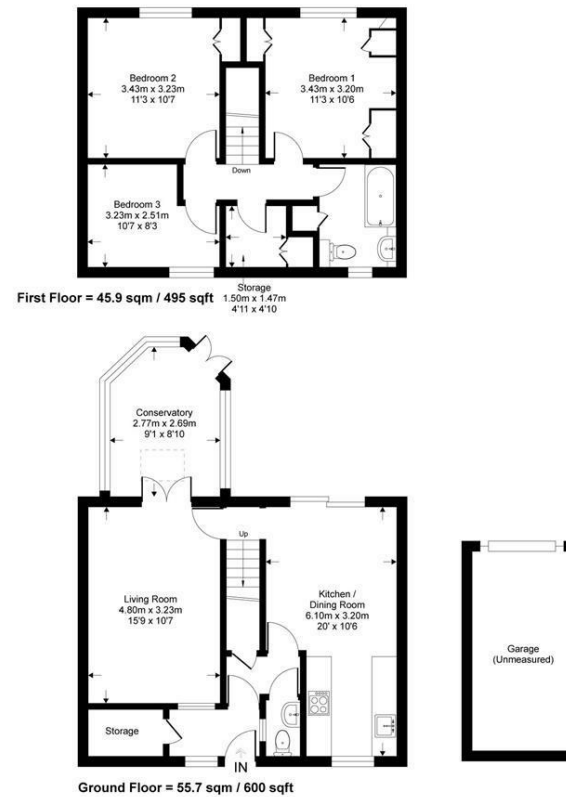 Bedroom 2
3.43m x 3.23m
11'3 x 10'7
Bedroom 1
3.43m x 3.20m
11'3 x 10'6
Down
Bedroom 3
3.23m x 2.51m
10'7 x 8'3
Storage
1.50m x 1.47m
4'11 x 4'10
First Floor = 45.9 sqm / 495 sqft
Conservatory
2.77m x 2.69m
9'1 x 8'10
Up
Living Room
4.80m x 3.23m
15'9 x 10'7
Kitchen /
Dining Room
6.10m x 3.20m
20' x 10'6
Garage
(Unmeasured)
Storage
IN
Ground Floor = 55.7 sqm / 600 sqft